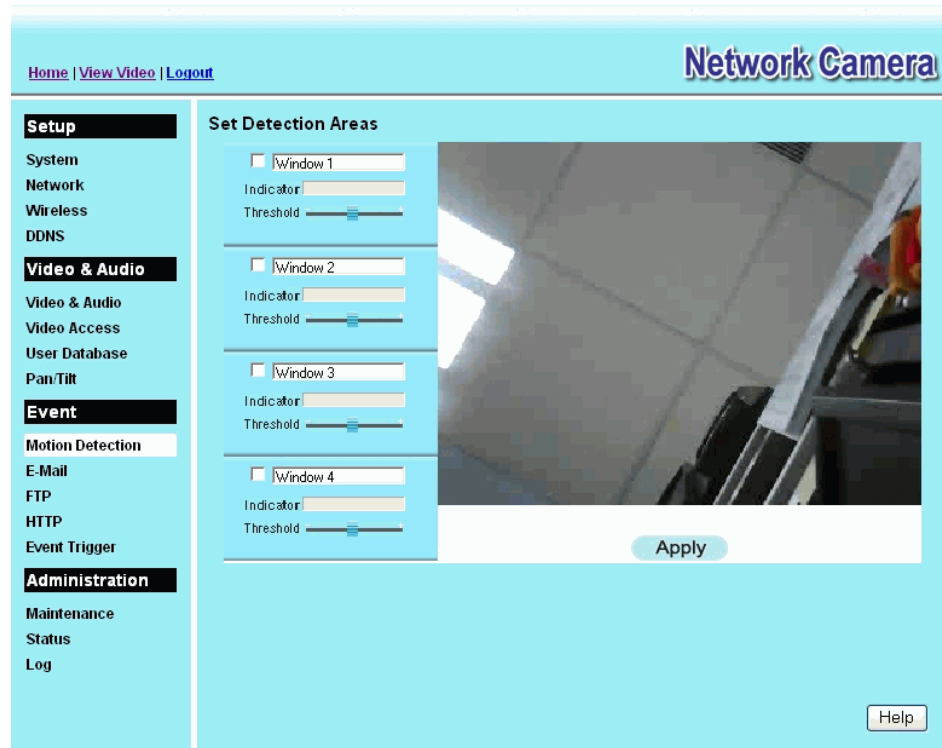 Home | View Video | Logout
Network Camera
Setup
System
Network
Wireless
DDNS
Video & Audio
Video & Audio
Video Access
User Database
Pan/Tilt
Event
Motion Detection
E-Mail
FTP
HTTP
Event Trigger
Administration
Maintenance
Status
Log
Set Detection Areas
Window 1
Indicator
Threshold - +
Window 2
Indicator
Threshold - +
Window 3
Indicator
Threshold - +
Window 4
Indicator
Threshold - +
Apply
Help